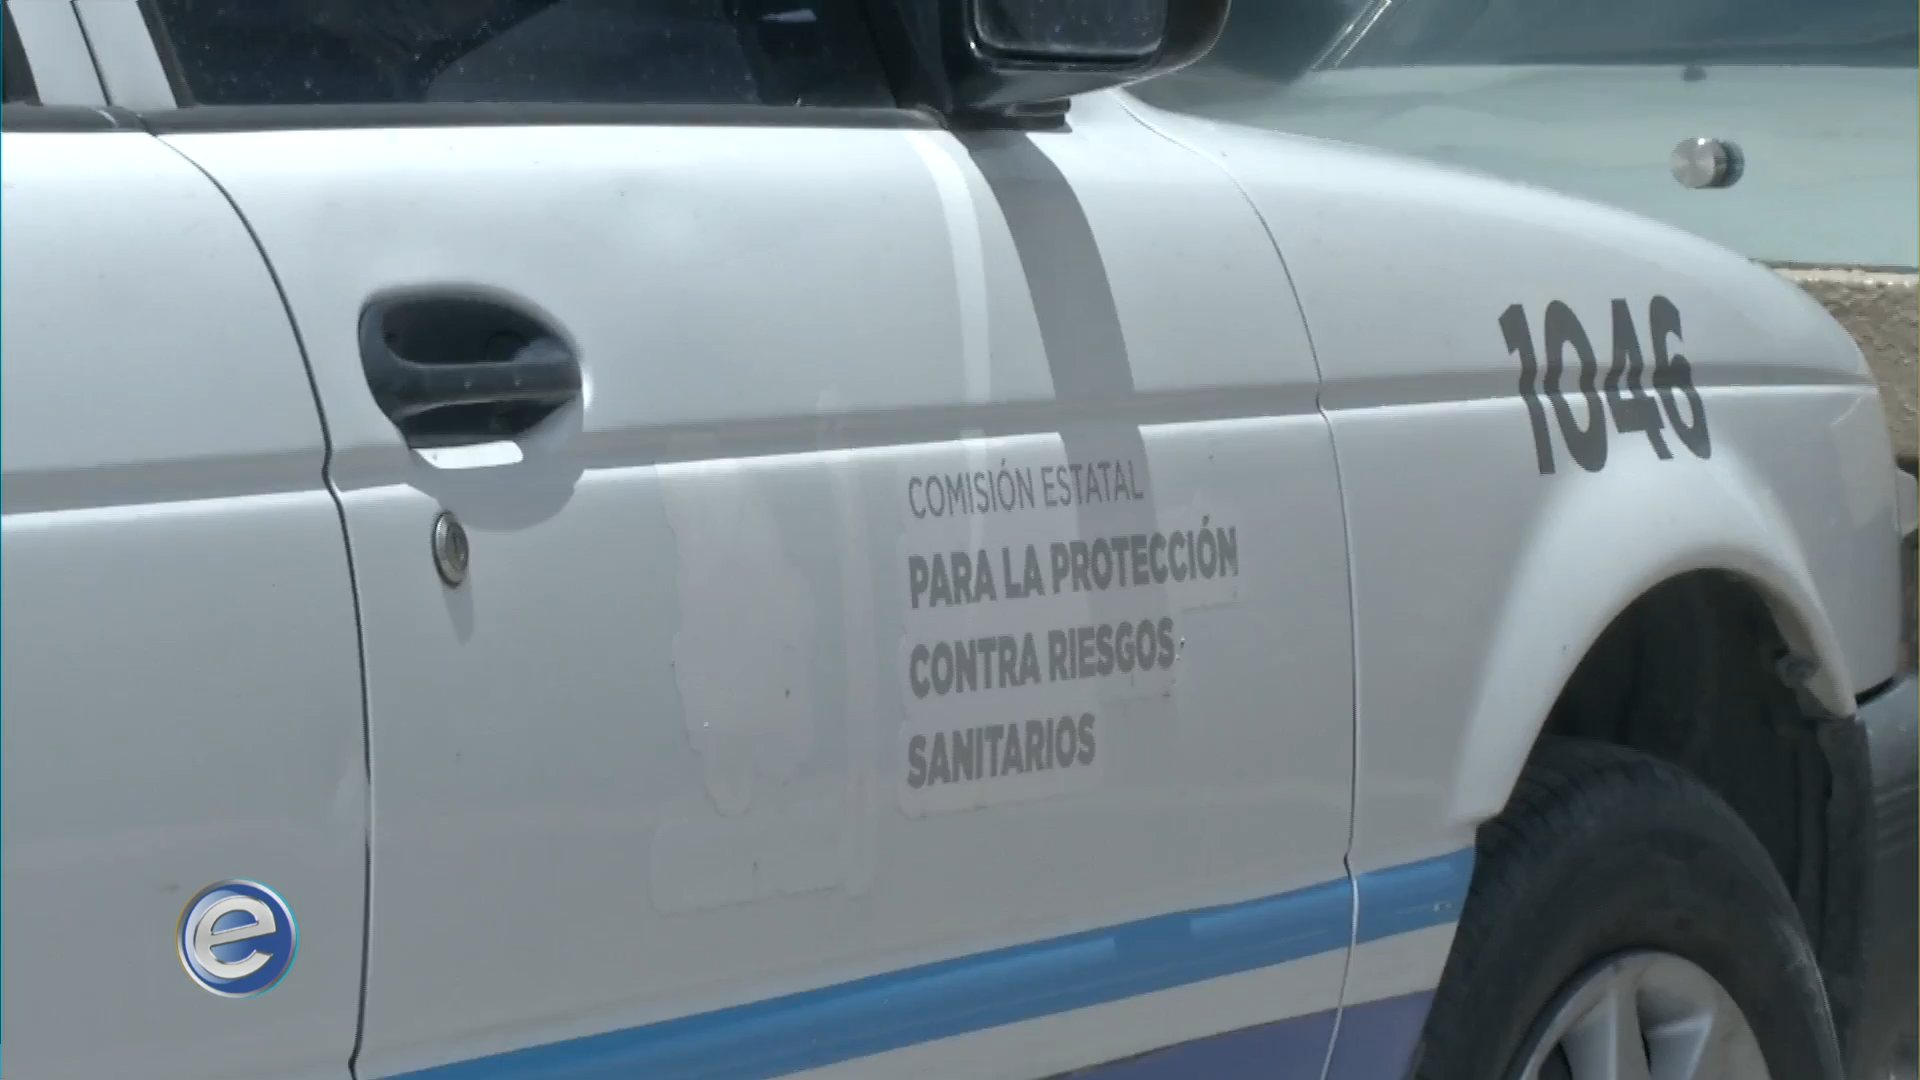 COMISIÓN ESTATAL
PARA LA PROTECCIÓN
CONTRA RIESGOS
SANITARIOS
1046
e